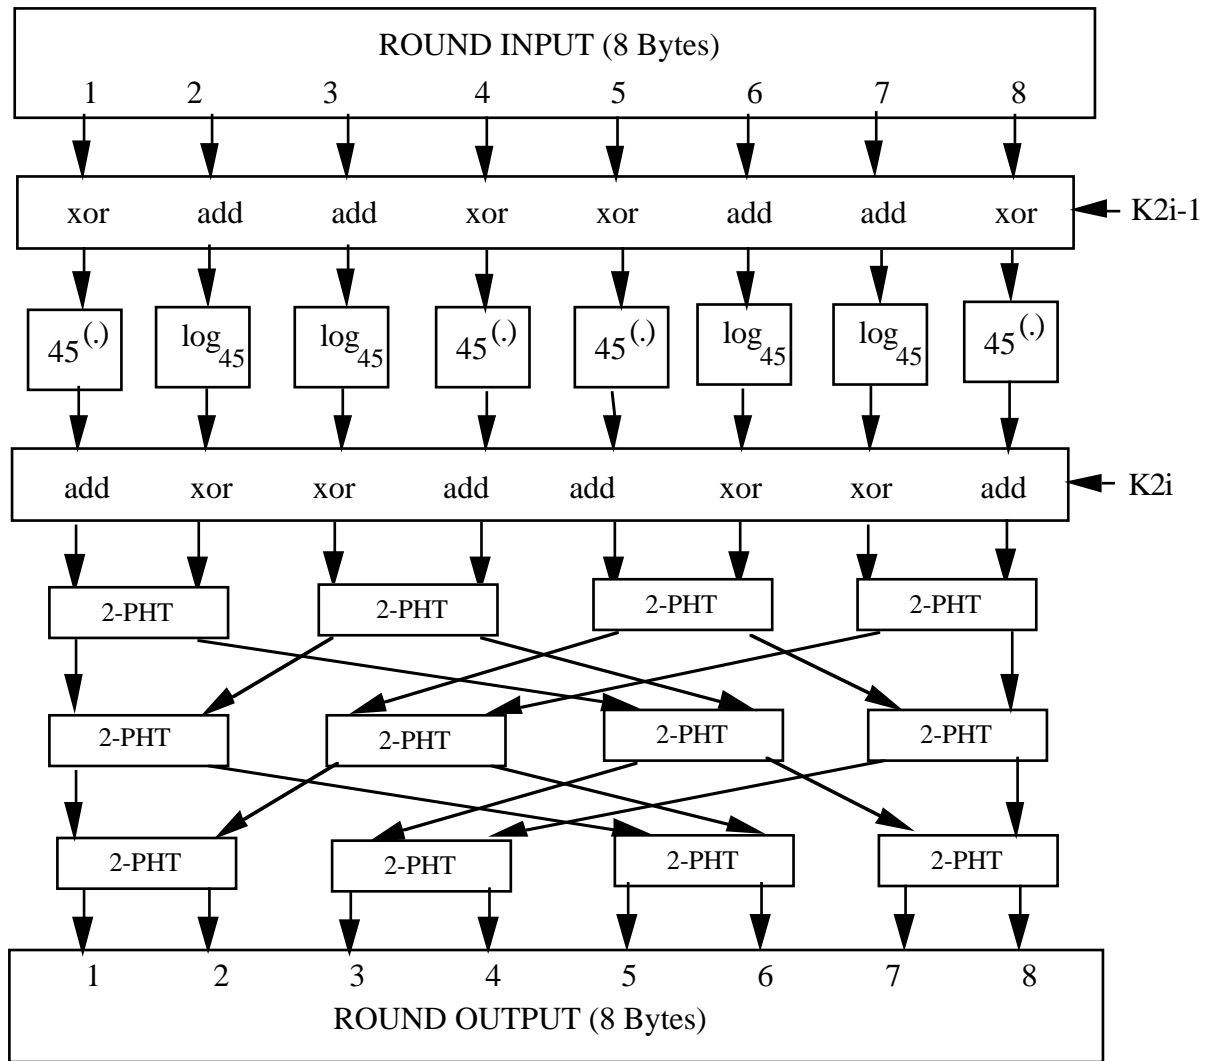 ROUND INPUT (8 Bytes)
1 2 3 4 5 6 7 8
xor add add xor xor add add xor K2i-1
45(.) log45 log45 45(.) 45(.) log45 log45 45(.)
add xor xor add add xor xor add K2i
2-PHT 2-PHT 2-PHT 2-PHT
2-PHT 2-PHT 2-PHT 2-PHT
2-PHT 2-PHT 2-PHT 2-PHT
1 2 3 4 5 6 7 8
ROUND OUTPUT (8 Bytes)